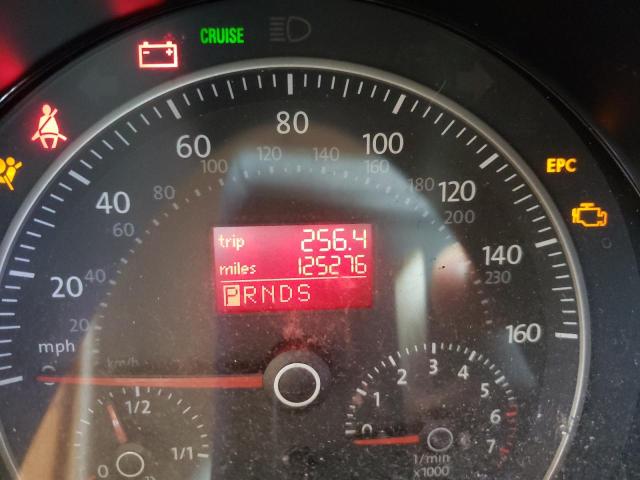 CRUISE
EPC
60 80 100
40 120
20 140
160
100 120 140 160
80 180
60 200
40 230
20
mph
km/h
trip 256.4
miles 125276
PRNDS
0 1/2 1/1
0 1 2 3 4 5 6 7
1/min
x1000